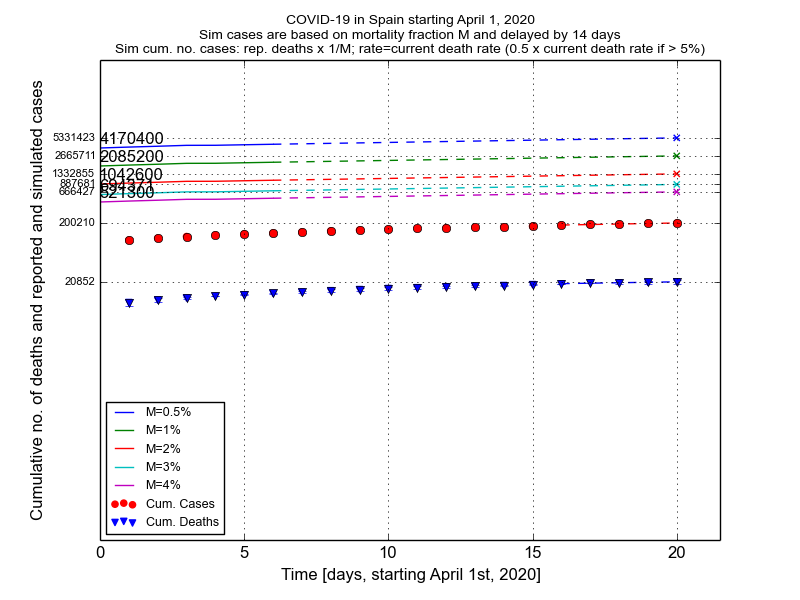 COVID-19 in Spain starting April 1, 2020
Sim cases are based on mortality fraction M and delayed by 14 days
Sim cum. no. cases: rep. deaths x 1/M; rate=current death rate (0.5 x current death rate if > 5%)
Cumulative no. of deaths and reported and simulated cases
5331423
4170400
2665711
2085200
1332855
1042600
887681
694371
666427
521300
200210
20852
M=0.5%
M=1%
M=2%
M=3%
M=4%
Cum. Cases
Cum. Deaths
0
5
10
15
20
Time [days, starting April 1st, 2020]